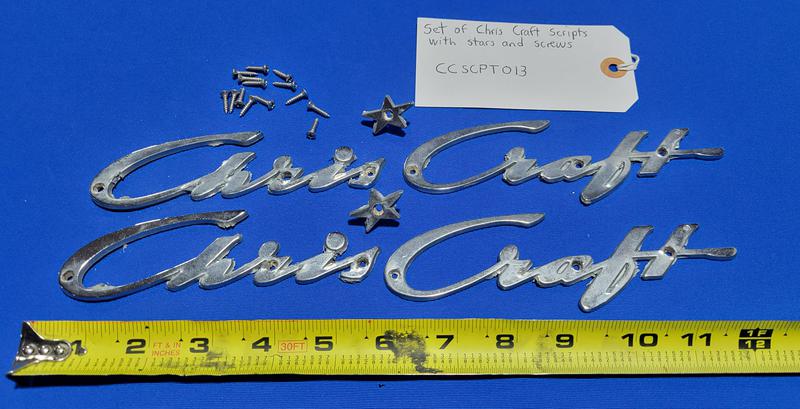 Set of Chris Craft Scripts
with stars and screws
CCSCPT013
Chris Craft
Chris Craft
1 2 FT & IN INCHES 3 4 30FT 5 6 7 8 9 10 11 1F 12